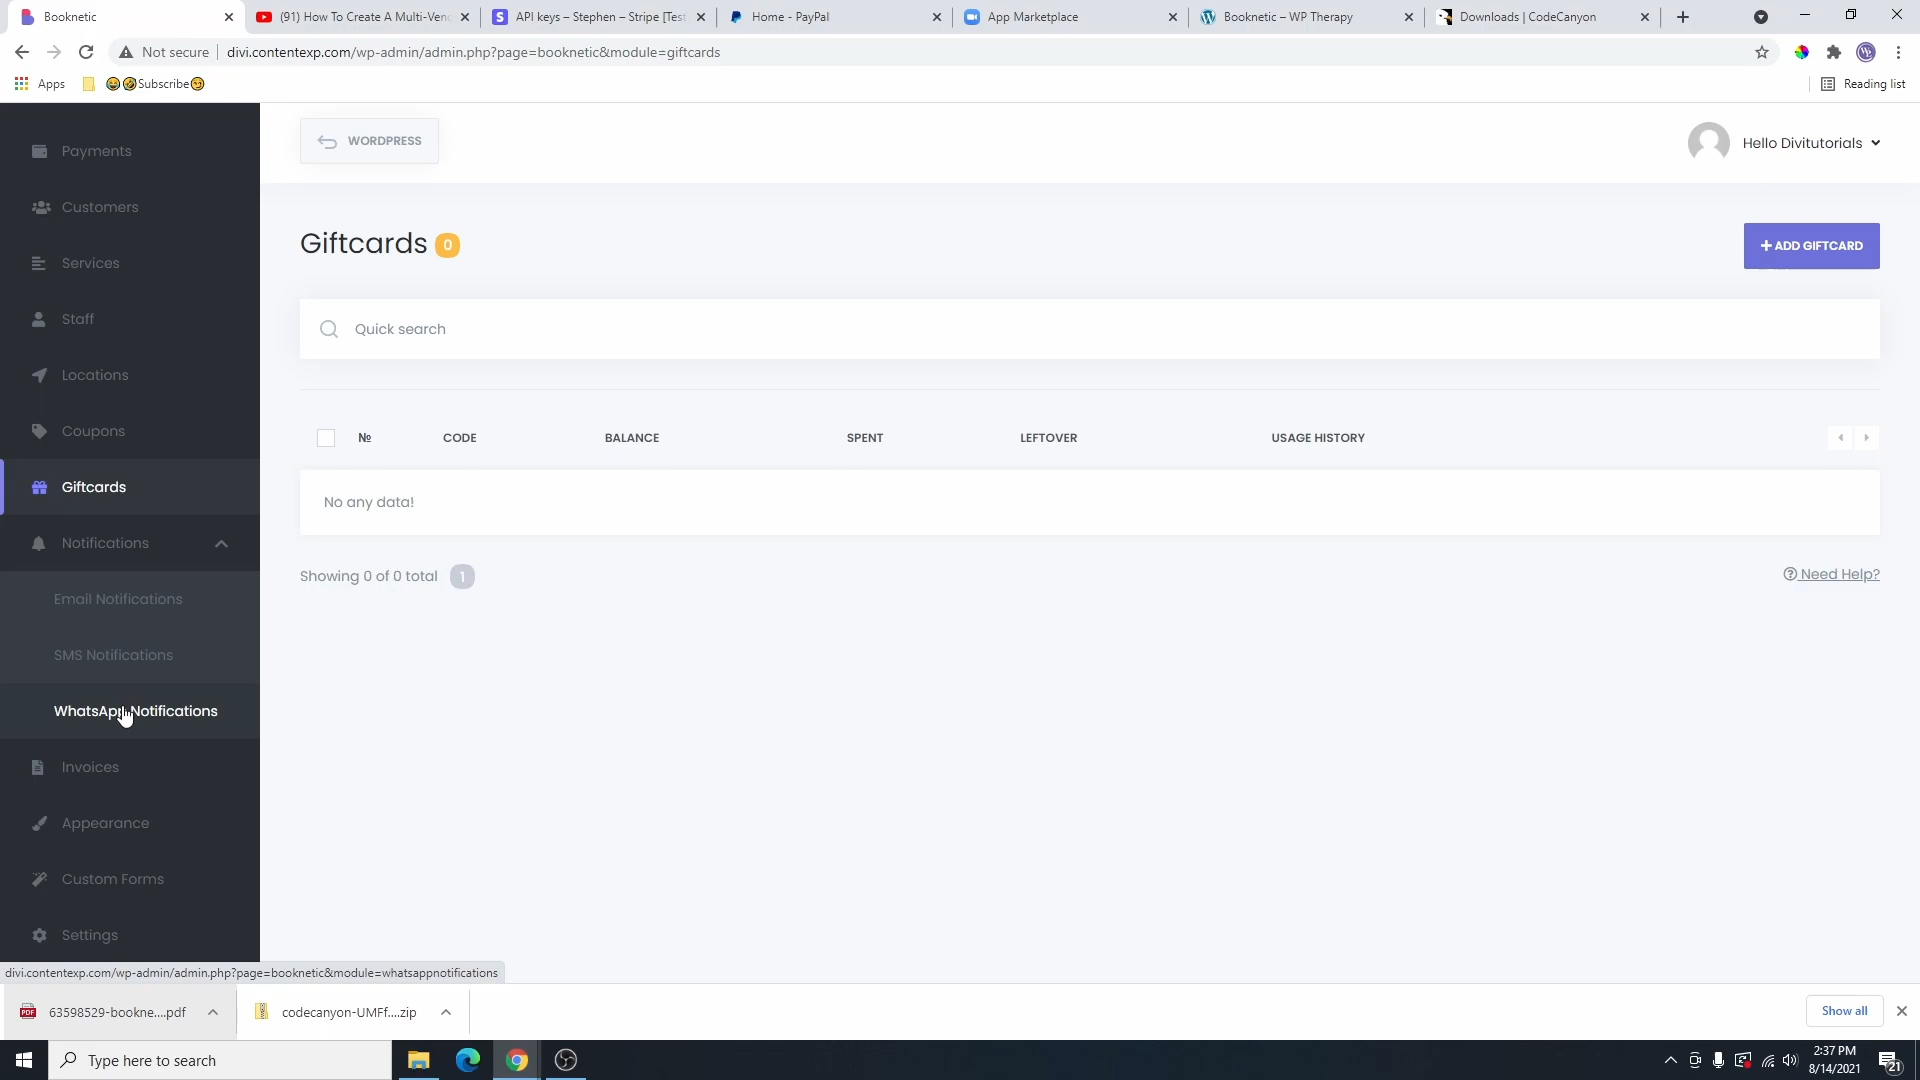 Booknetic
(91) How To Create A Multi-Vend
API keys – Stephen – Stripe [Test
Home - PayPal
App Marketplace
Booknetic – WP Therapy
Downloads | CodeCanyon
Not secure
divi.contentexp.com/wp-admin/admin.php?page=booknetic&module=giftcards
Apps
😂🤣Subscribe😏
Reading list
Payments
Customers
Services
Staff
Locations
Coupons
Giftcards
Notifications
Email Notifications
SMS Notifications
WhatsApp Notifications
Invoices
Appearance
Custom Forms
Settings
WORDPRESS
Hello Divitutorials
Giftcards 0
+ ADD GIFTCARD
Quick search
№ CODE BALANCE SPENT LEFTOVER USAGE HISTORY
No any data!
Showing 0 of 0 total 1
Need Help?
divi.contentexp.com/wp-admin/admin.php?page=booknetic&module=whatsappnotifications
PDF
63598529-bookne....pdf
codecanyon-UMFf....zip
Show all
Type here to search
2:37 PM
8/14/2021
21